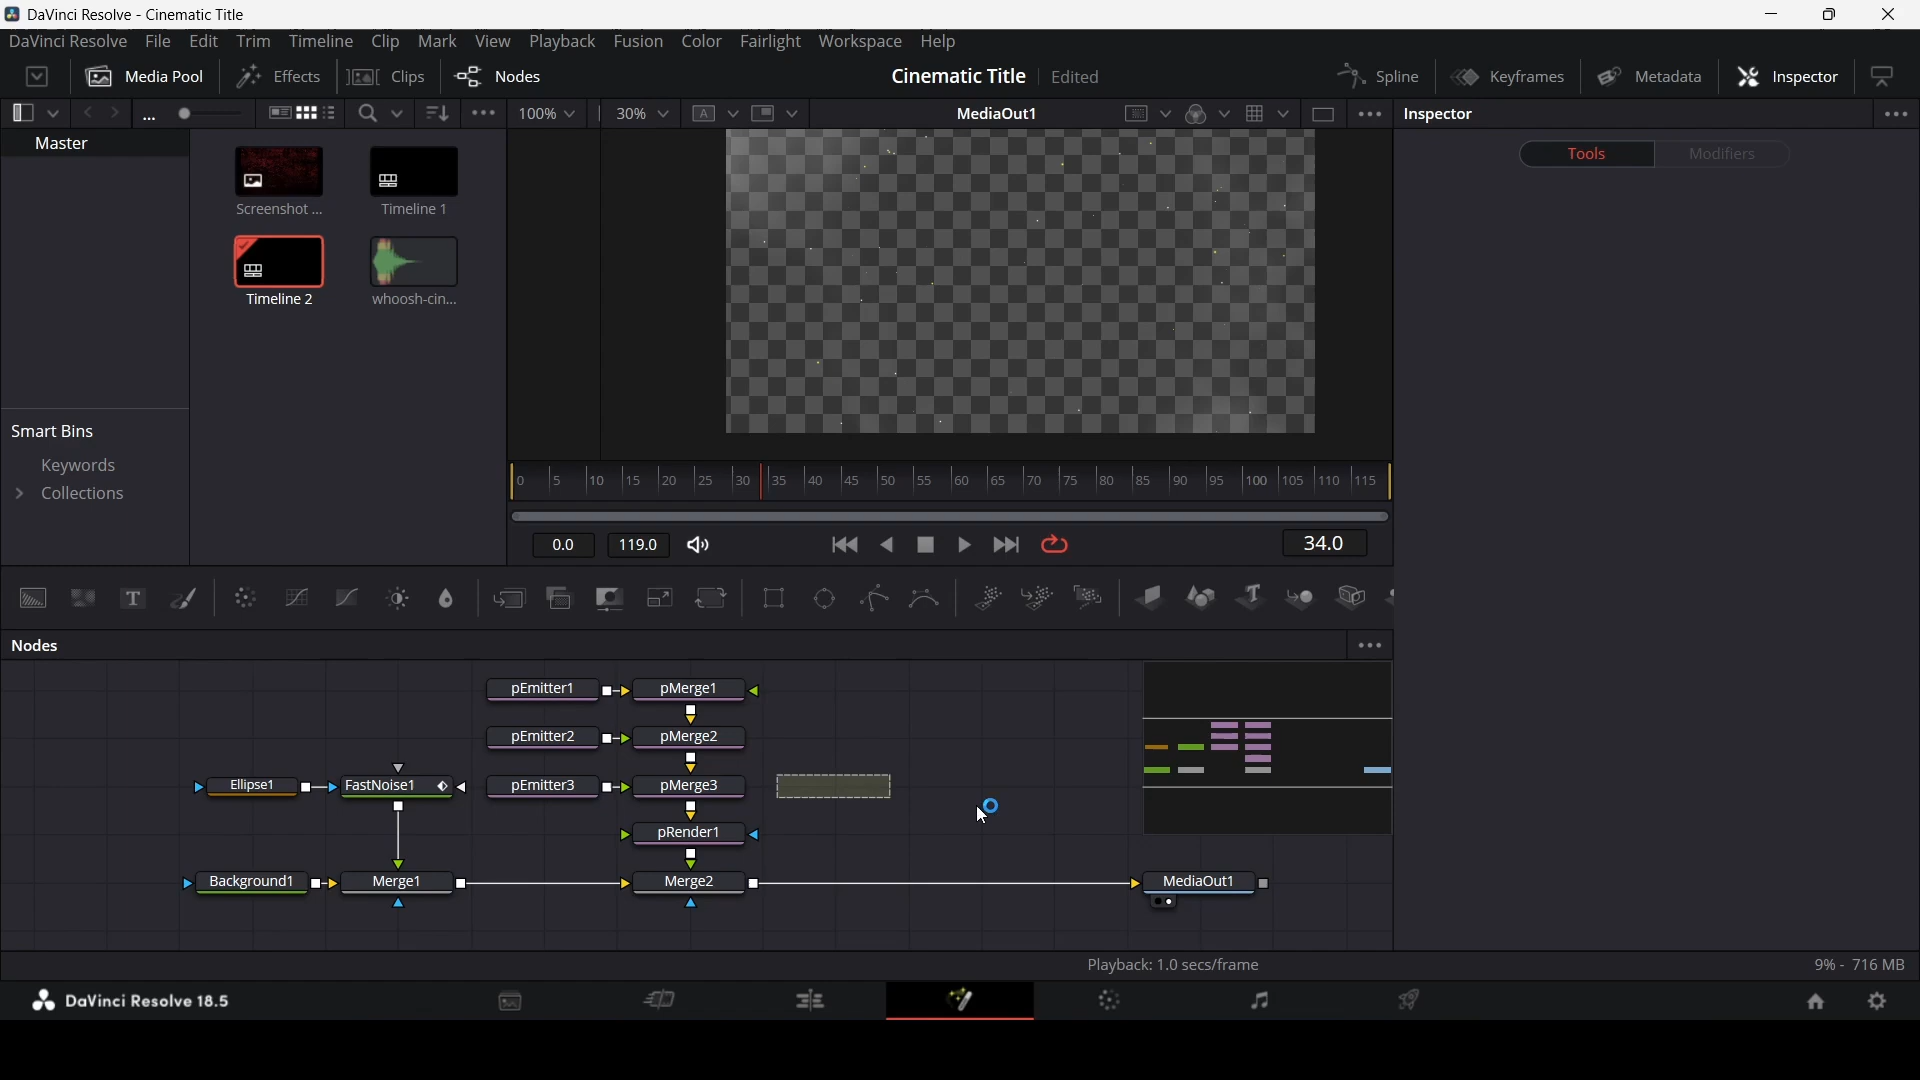 DaVinci Resolve - Cinematic Title
DaVinci Resolve File Edit Trim Timeline Clip Mark View Playback Fusion Color Fairlight Workspace Help
Media Pool Effects Clips Nodes Cinematic Title Edited Spline Keyframes Metadata Inspector
... 100% 30% A MediaOut1 Inspector
Master
Tools Modifiers
Screenshot ... Timeline 1
Timeline 2 whoosh-cin...
Smart Bins
Keywords
Collections
0 5 10 15 20 25 30 35 40 45 50 55 60 65 70 75 80 85 90 95 100 105 110 115
0.0 119.0 34.0
T T
Nodes
pEmitter1 pMerge1
pEmitter2 pMerge2
Ellipse1 FastNoise1 pEmitter3 pMerge3
pRender1
Background1 Merge1 Merge2 MediaOut1
Playback: 1.0 secs/frame 9% - 716 MB
DaVinci Resolve 18.5